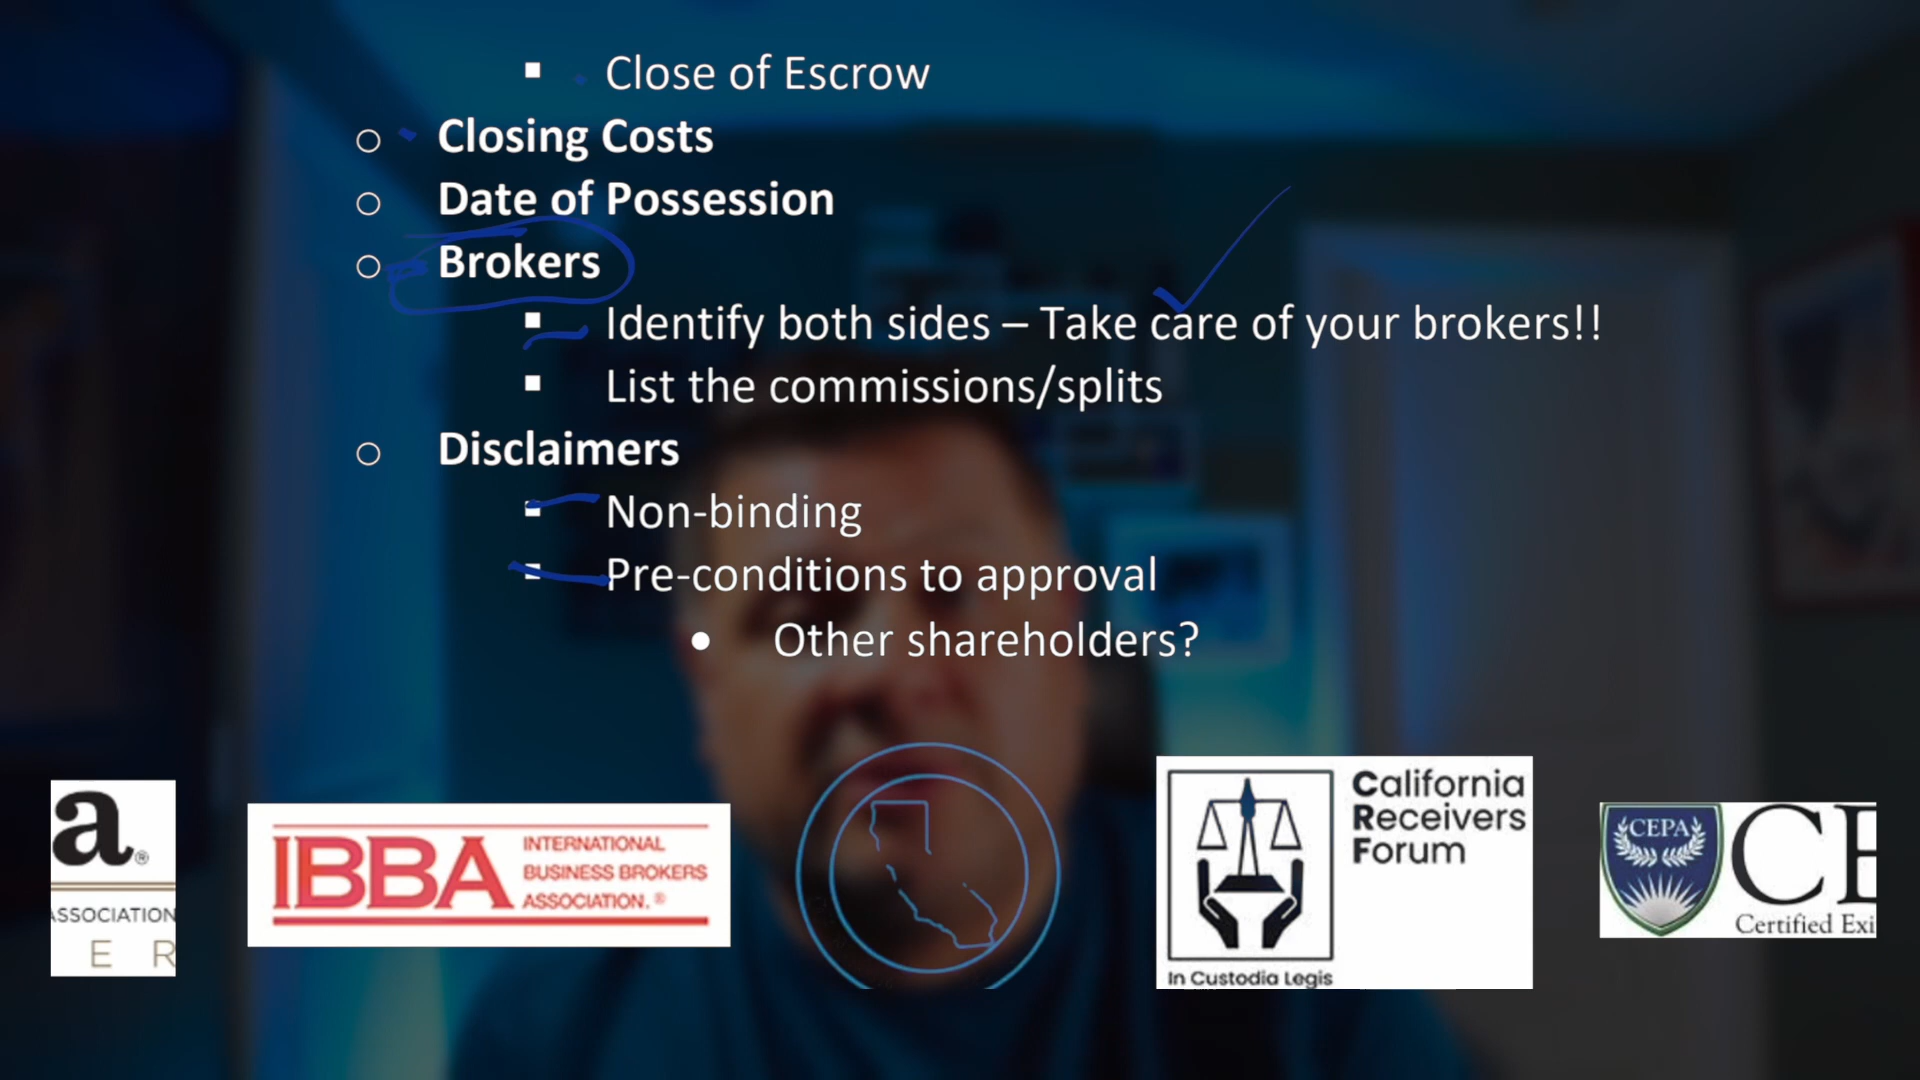 Close of Escrow
Closing Costs
Date of Possession
Brokers
Identify both sides – Take care of your brokers!!
List the commissions/splits
Disclaimers
Non-binding
Pre-conditions to approval
Other shareholders?
a®
ASSOCIATION
E R
IBBA
INTERNATIONAL
BUSINESS BROKERS
ASSOCIATION.®
California
Receivers
Forum
In Custodia Legis
CEPA
CE
Certified Exi